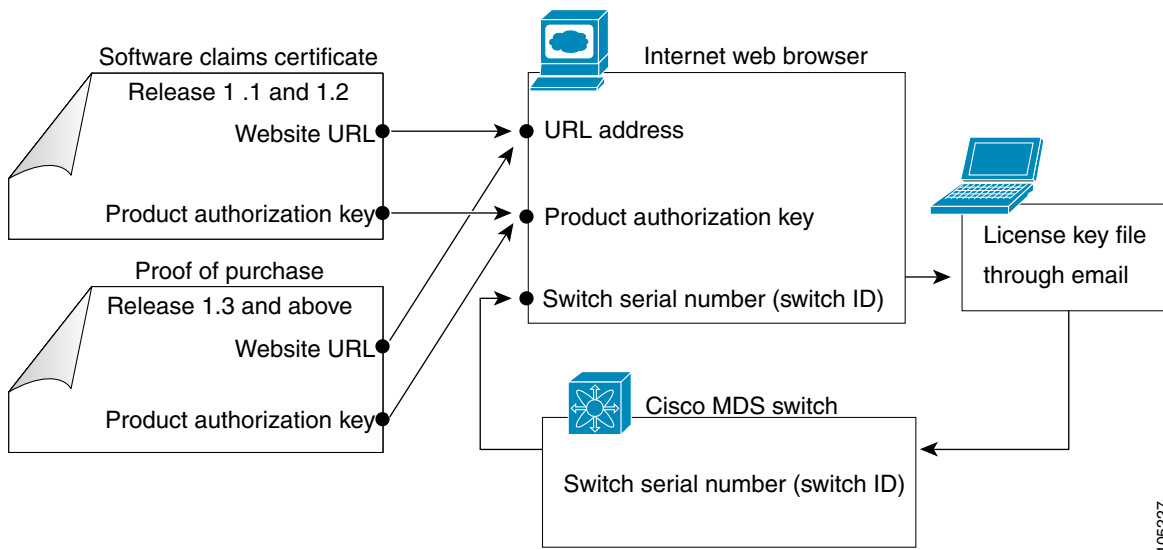 Software claims certificate
Release 1 .1 and 1.2
Website URL
Product authorization key
Proof of purchase
Release 1.3 and above
Website URL
Product authorization key
Internet web browser
URL address
Product authorization key
Switch serial number (switch ID)
License key file
through email
Cisco MDS switch
Switch serial number (switch ID)